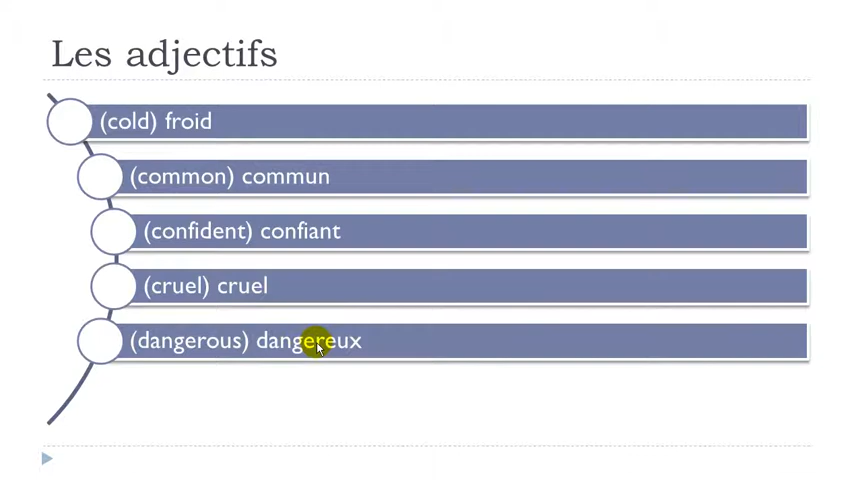 Les adjectifs
(cold) froid
(common) commun
(confident) confiant
(cruel) cruel
(dangerous) dangereux